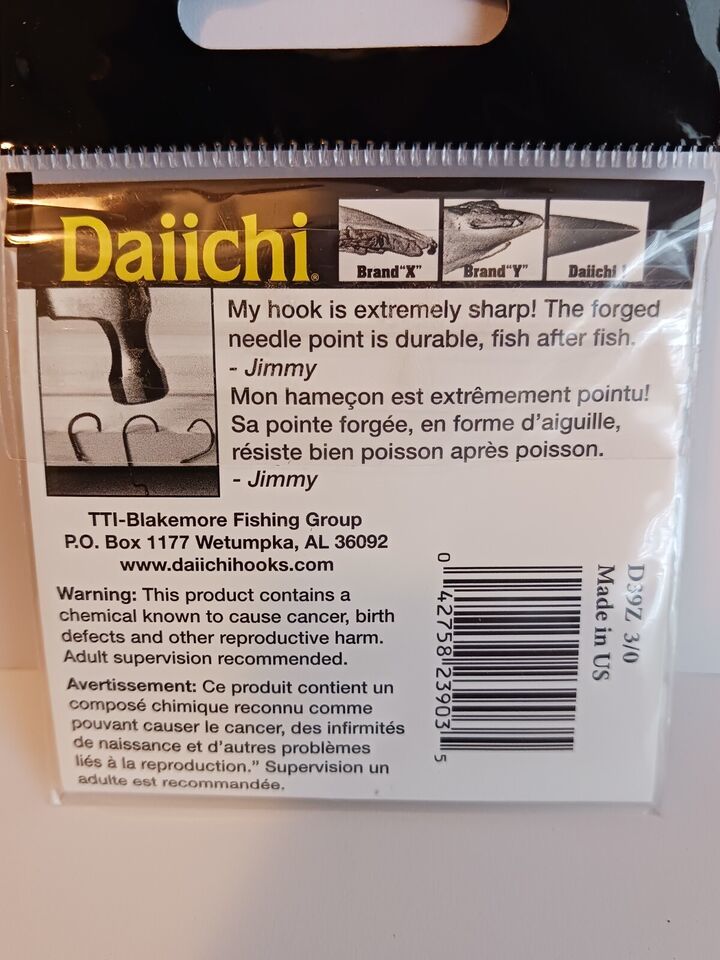 Daiichi®
Brand"X"
Brand"Y"
Daiichi!
My hook is extremely sharp! The forged
needle point is durable, fish after fish.
- Jimmy
Mon hameçon est extrêmement pointu!
Sa pointe forgée, en forme d'aiguille,
résiste bien poisson après poisson.
- Jimmy
TTI-Blakemore Fishing Group
P.O. Box 1177 Wetumpka, AL 36092
www.daiichihooks.com
Warning: This product contains a
chemical known to cause cancer, birth
defects and other reproductive harm.
Adult supervision recommended.
Avertissement: Ce produit contient un
composé chimique reconnu comme
pouvant causer le cancer, des infirmités
de naissance et d'autres problèmes
liés à la reproduction." Supervision un
adulte est recommandée.
0 42758 23903 5
D39Z 3/0
Made in US